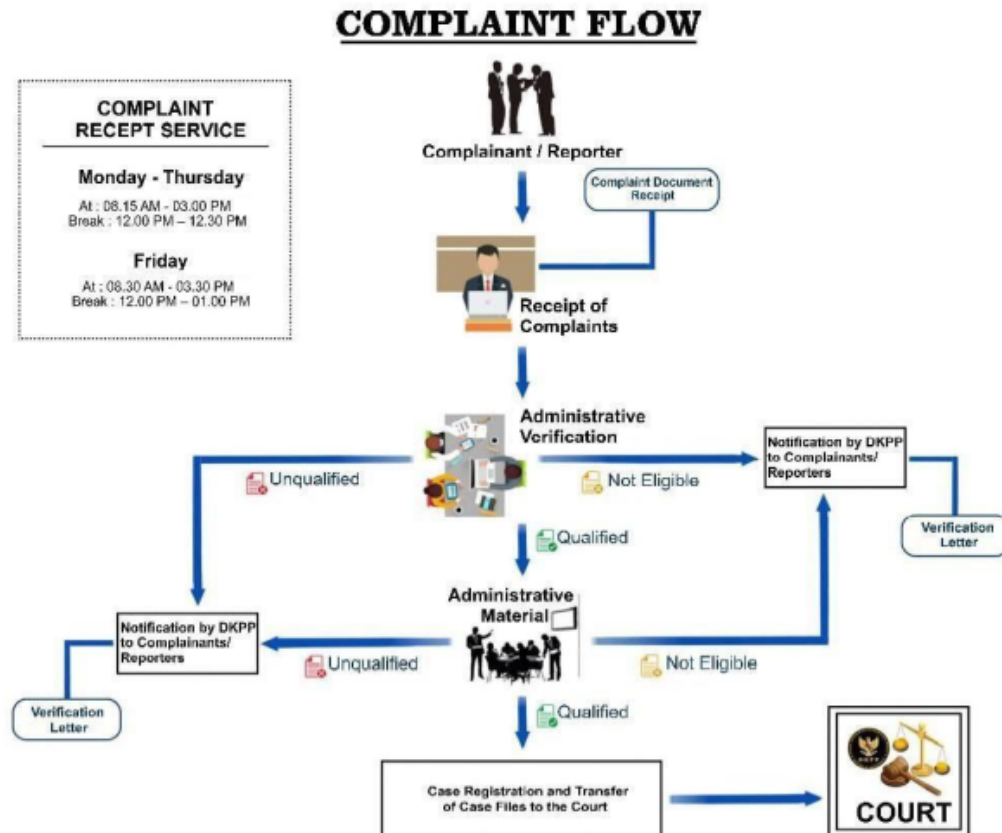 COMPLAINT FLOW
COMPLAINT
RECEPT SERVICE
Monday - Thursday
At : 08.15 AM - 03.00 PM
Break : 12.00 PM – 12.30 PM
Friday
At : 08.30 AM - 03.30 PM
Break : 12.00 PM – 01.00 PM
Complainant / Reporter
Complaint Document
Receipt
Receipt of
Complaints
Administrative
Verification
Notification by DKPP
to Complainants/
Reporters
Unqualified
Not Eligible
Verification
Letter
Qualified
Administrative
Material
Notification by DKPP
to Complainants/
Reporters
Unqualified
Not Eligible
Verification
Letter
Qualified
Case Registration and Transfer
of Case Files to the Court
DKPP
COURT